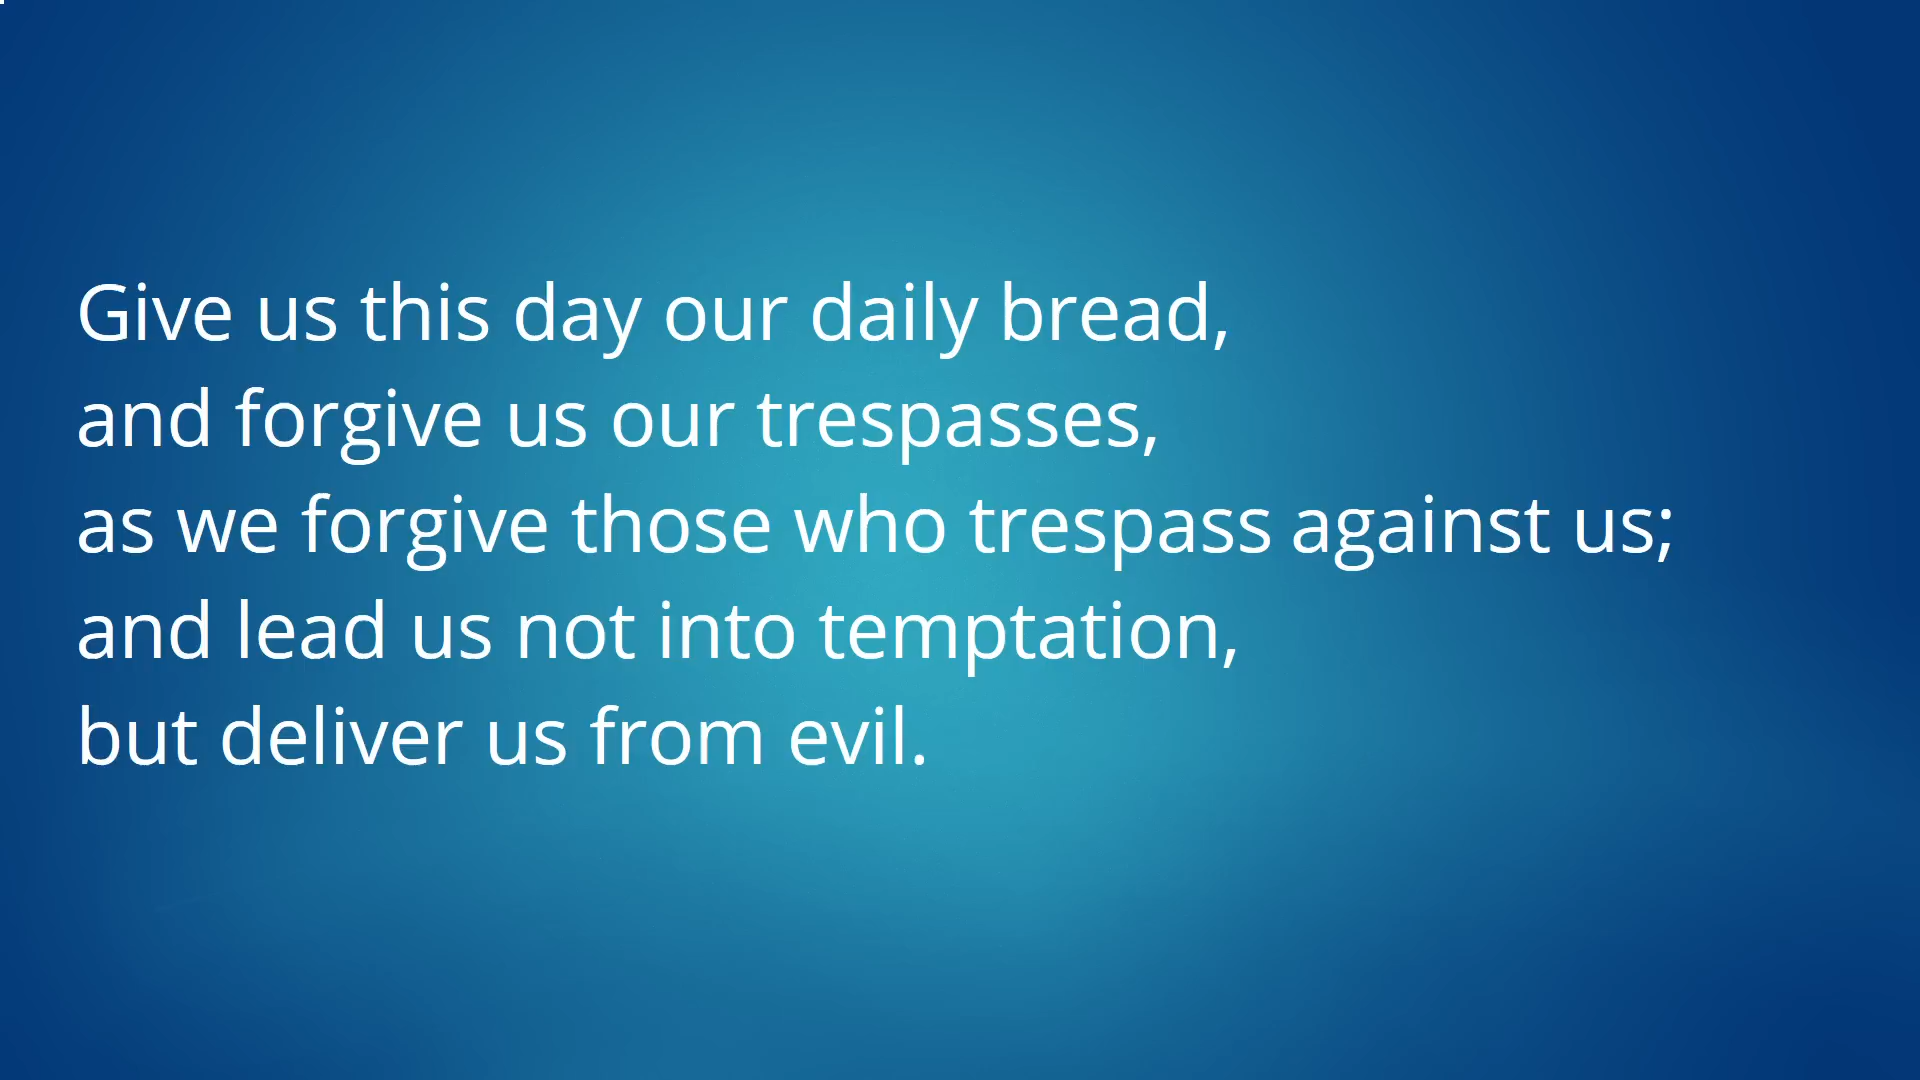 Give us this day our daily bread,
and forgive us our trespasses,
as we forgive those who trespass against us;
and lead us not into temptation,
but deliver us from evil.